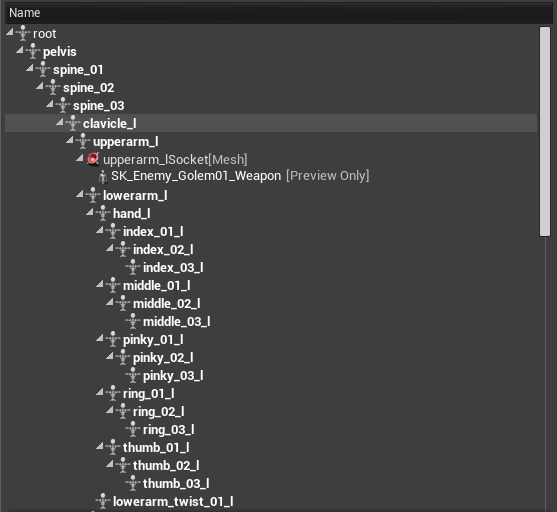 Name
root
pelvis
spine_01
spine_02
spine_03
clavicle_l
upperarm_l
upperarm_lSocket[Mesh]
SK_Enemy_Golem01_Weapon [Preview Only]
lowerarm_l
hand_l
index_01_l
index_02_l
index_03_l
middle_01_l
middle_02_l
middle_03_l
pinky_01_l
pinky_02_l
pinky_03_l
ring_01_l
ring_02_l
ring_03_l
thumb_01_l
thumb_02_l
thumb_03_l
lowerarm_twist_01_l